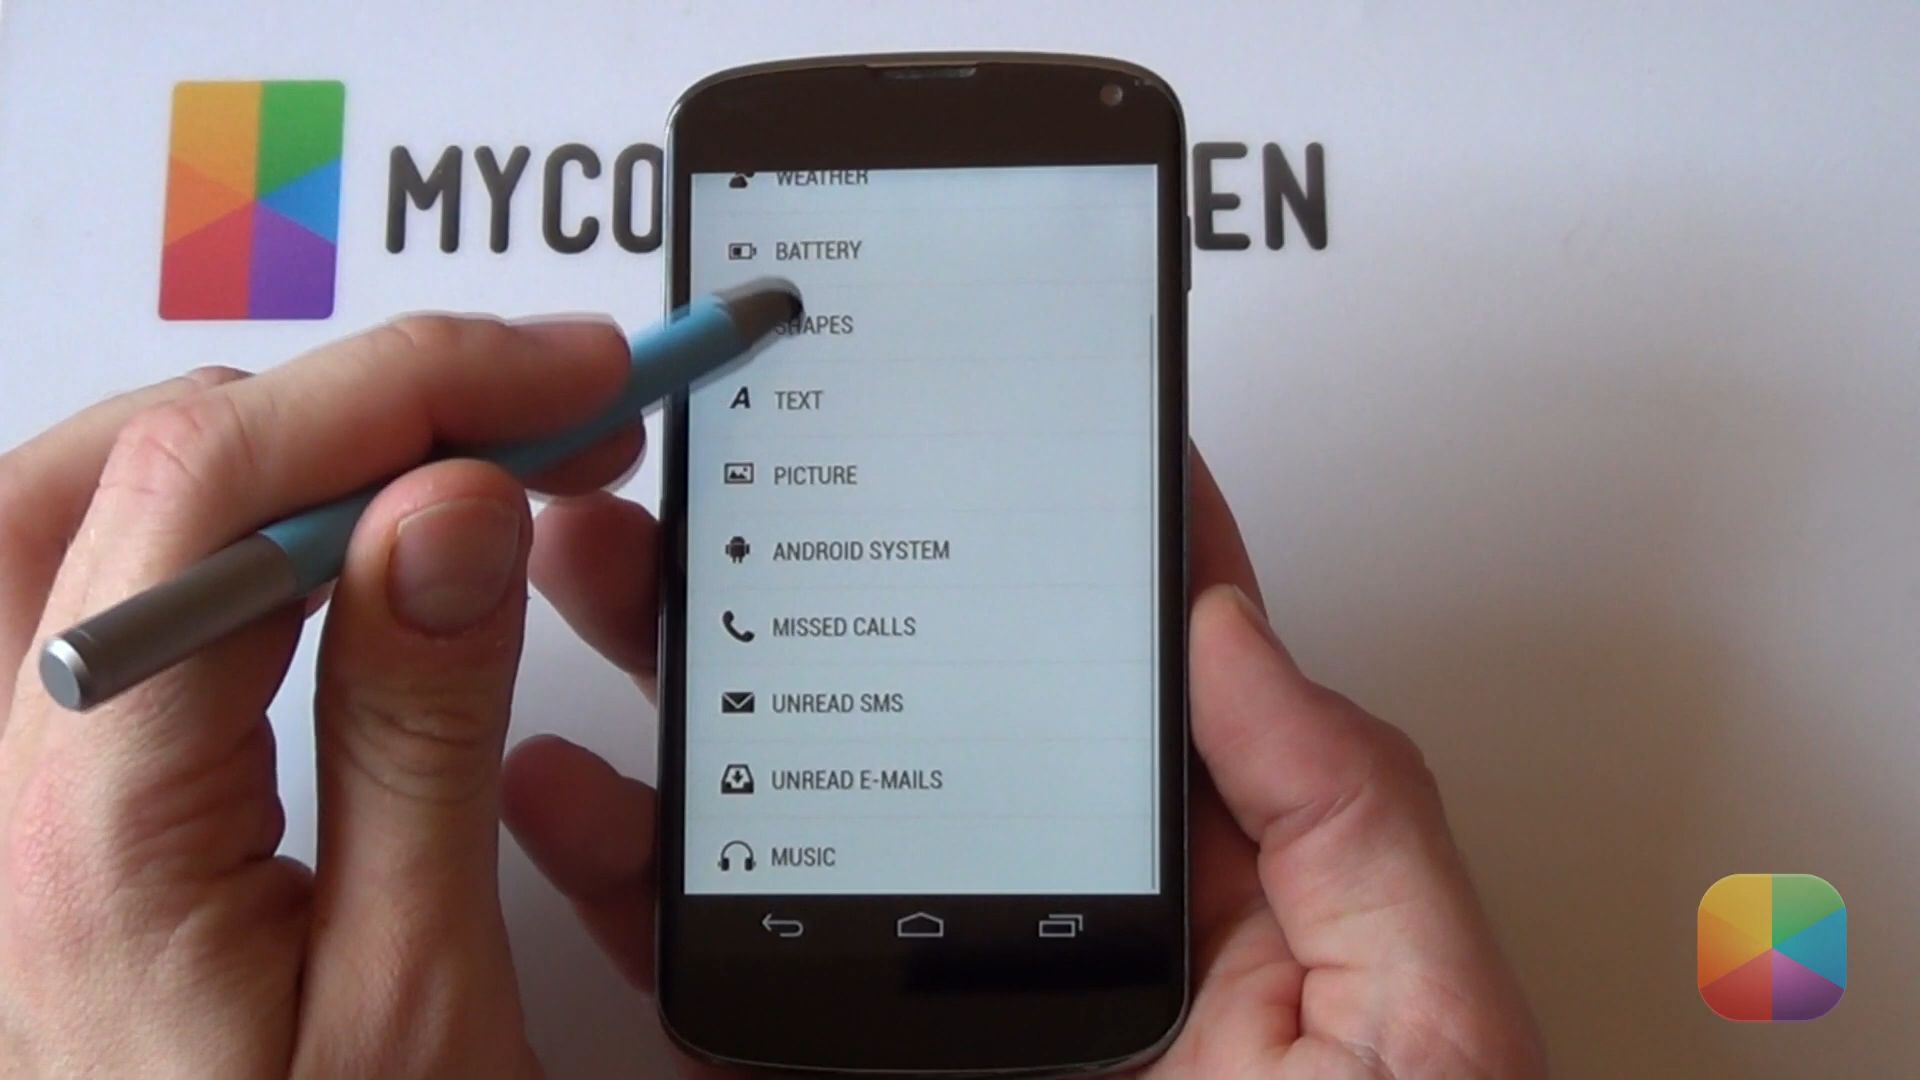 MYCO EN
WEATHER
BATTERY
SHAPES
TEXT
PICTURE
ANDROID SYSTEM
MISSED CALLS
UNREAD SMS
UNREAD E-MAILS
MUSIC